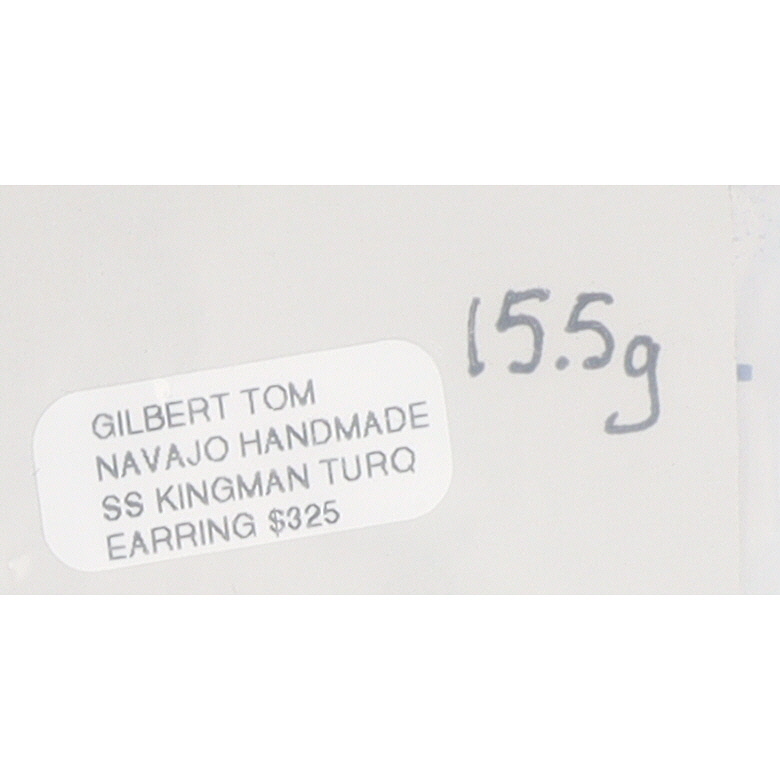 15.5g
GILBERT TOM
NAVAJO HANDMADE
SS KINGMAN TURQ
EARRING $325